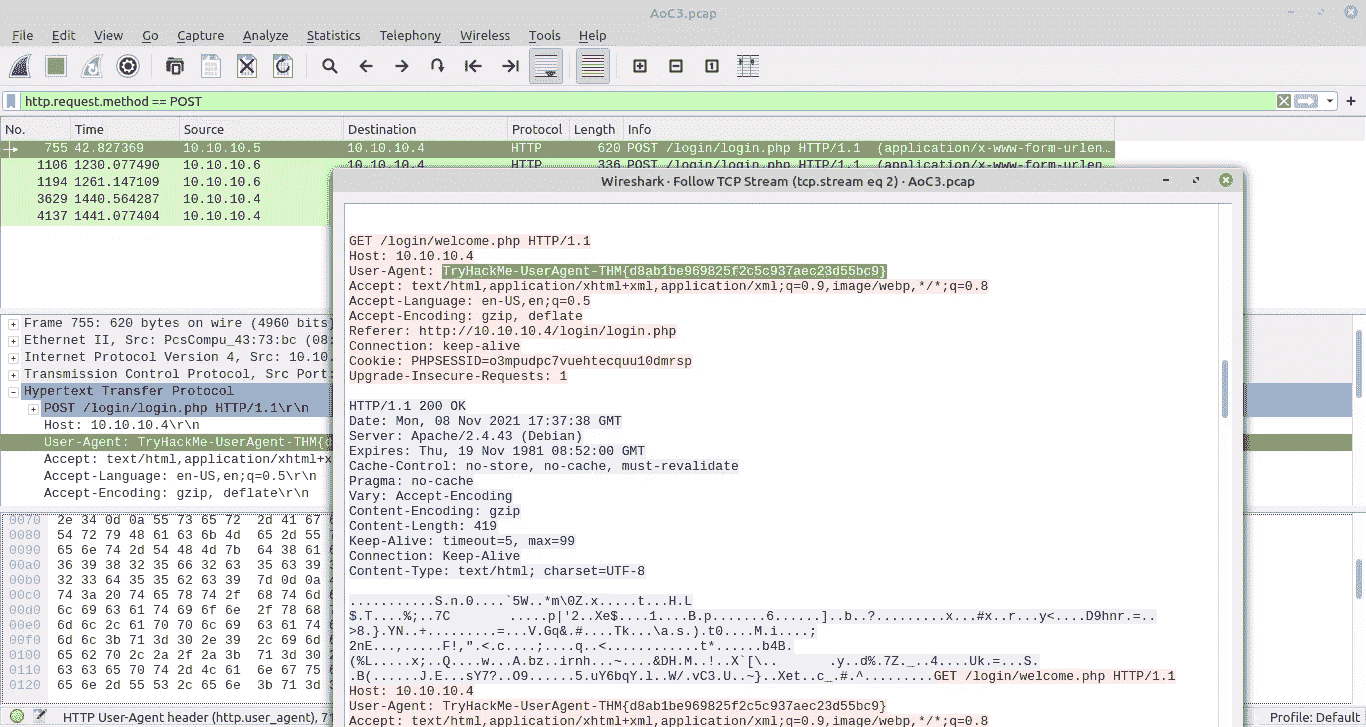 AoC3.pcap
File Edit View Go Capture Analyze Statistics Telephony Wireless Tools Help
http.request.method == POST
No. Time Source Destination Protocol Length Info
755 42.827369 10.10.10.5 10.10.10.4 HTTP 620 POST /login/login.php HTTP/1.1 (application/x-www-form-urlen…
1106 1230.077490 10.10.10.6 10.10.10.4 HTTP 336 POST /login/login.php HTTP/1.1 (application/x-www-form-urlen…
1194 1261.147109 10.10.10.6
3629 1440.564287 10.10.10.4
4137 1441.077404 10.10.10.4
Wireshark · Follow TCP Stream (tcp.stream eq 2) · AoC3.pcap
GET /login/welcome.php HTTP/1.1
Host: 10.10.10.4
User-Agent: TryHackMe-UserAgent-THM{d8ab1be969825f2c5c937aec23d55bc9}
Accept: text/html,application/xhtml+xml,application/xml;q=0.9,image/webp,*/*;q=0.8
Accept-Language: en-US,en;q=0.5
Accept-Encoding: gzip, deflate
Referer: http://10.10.10.4/login/login.php
Connection: keep-alive
Cookie: PHPSESSID=o3mpudpc7vuehtecquu10dmrsp
Upgrade-Insecure-Requests: 1
HTTP/1.1 200 OK
Date: Mon, 08 Nov 2021 17:37:38 GMT
Server: Apache/2.4.43 (Debian)
Expires: Thu, 19 Nov 1981 08:52:00 GMT
Cache-Control: no-store, no-cache, must-revalidate
Pragma: no-cache
Vary: Accept-Encoding
Content-Encoding: gzip
Content-Length: 419
Keep-Alive: timeout=5, max=99
Connection: Keep-Alive
Content-Type: text/html; charset=UTF-8
...........S.n.0....`5W..*m\0Z.x.....t...H.L
$.T....%;..7C .....p|'2..Xe$....1....B.p.......6......]..b..?.........x...#x..r...y<....D9hnr.=..
>8.}.YN..+.........=...V.Gq&.#....Tk...\a.s.).t0....M.i....;
2nE...,.....F!,".<.c....;....q..<............t*......b4B.
(%L.....x;..Q....w...A.bz..irnh...~....&DH.M..!..X`[\.. .y..d%.7Z._..4....Uk.=...S.
.B(......J.E...sY7?..O9......5.uY6bqY.l..W/.vC3.U..~}..Xet..c_.#.^.........GET /login/welcome.php HTTP/1.1
Host: 10.10.10.4
User-Agent: TryHackMe-UserAgent-THM{d8ab1be969825f2c5c937aec23d55bc9}
Accept: text/html,application/xhtml+xml,application/xml;q=0.9,image/webp,*/*;q=0.8
Frame 755: 620 bytes on wire (4960 bits)
Ethernet II, Src: PcsCompu_43:73:bc (08:
Internet Protocol Version 4, Src: 10.10.
Transmission Control Protocol, Src Port:
Hypertext Transfer Protocol
POST /login/login.php HTTP/1.1\r\n
Host: 10.10.10.4\r\n
User-Agent: TryHackMe-UserAgent-THM{d
Accept: text/html,application/xhtml+x
Accept-Language: en-US,en;q=0.5\r\n
Accept-Encoding: gzip, deflate\r\n
0070 2e 34 0d 0a 55 73 65 72 2d 41 67
0080 54 72 79 48 61 63 6b 4d 65 2d 55
0090 65 6e 74 2d 54 48 4d 7b 64 38 61
00a0 36 39 38 32 35 66 32 63 35 63 39
00b0 32 33 64 35 35 62 63 39 7d 0d 0a
00c0 74 3a 20 74 65 78 74 2f 68 74 6d
00d0 6c 69 63 61 74 69 6f 6e 2f 78 68
00e0 6d 6c 2c 61 70 70 6c 69 63 61 74
00f0 6d 6c 3b 71 3d 30 2e 39 2c 69 6d
0100 65 62 70 2c 2a 2f 2a 3b 71 3d 30
0110 63 63 65 70 74 2d 4c 61 6e 67 75
0120 65 6e 2d 55 53 2c 65 6e 3b 71 3d
HTTP User-Agent header (http.user_agent), 71
Profile: Default